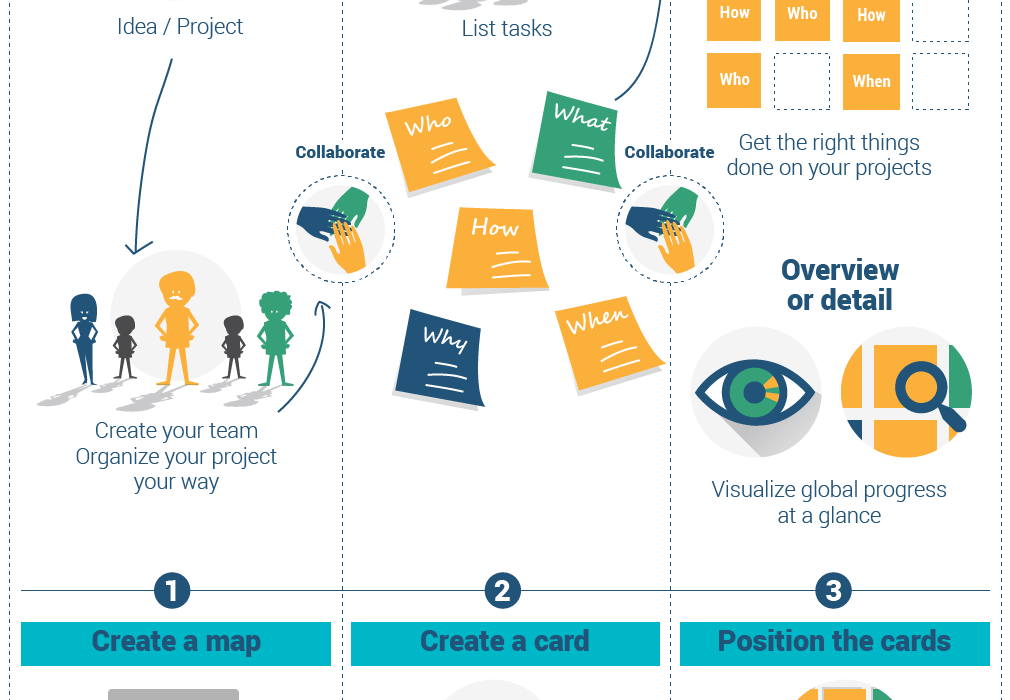 Idea / Project
Create your team
Organize your project
your way
List tasks
Collaborate
Who
What
Collaborate
How
Why
When
How
Who
How
Who
When
Get the right things
done on your projects
Overview
or detail
Visualize global progress
at a glance
1
2
3
Create a map
Create a card
Position the cards